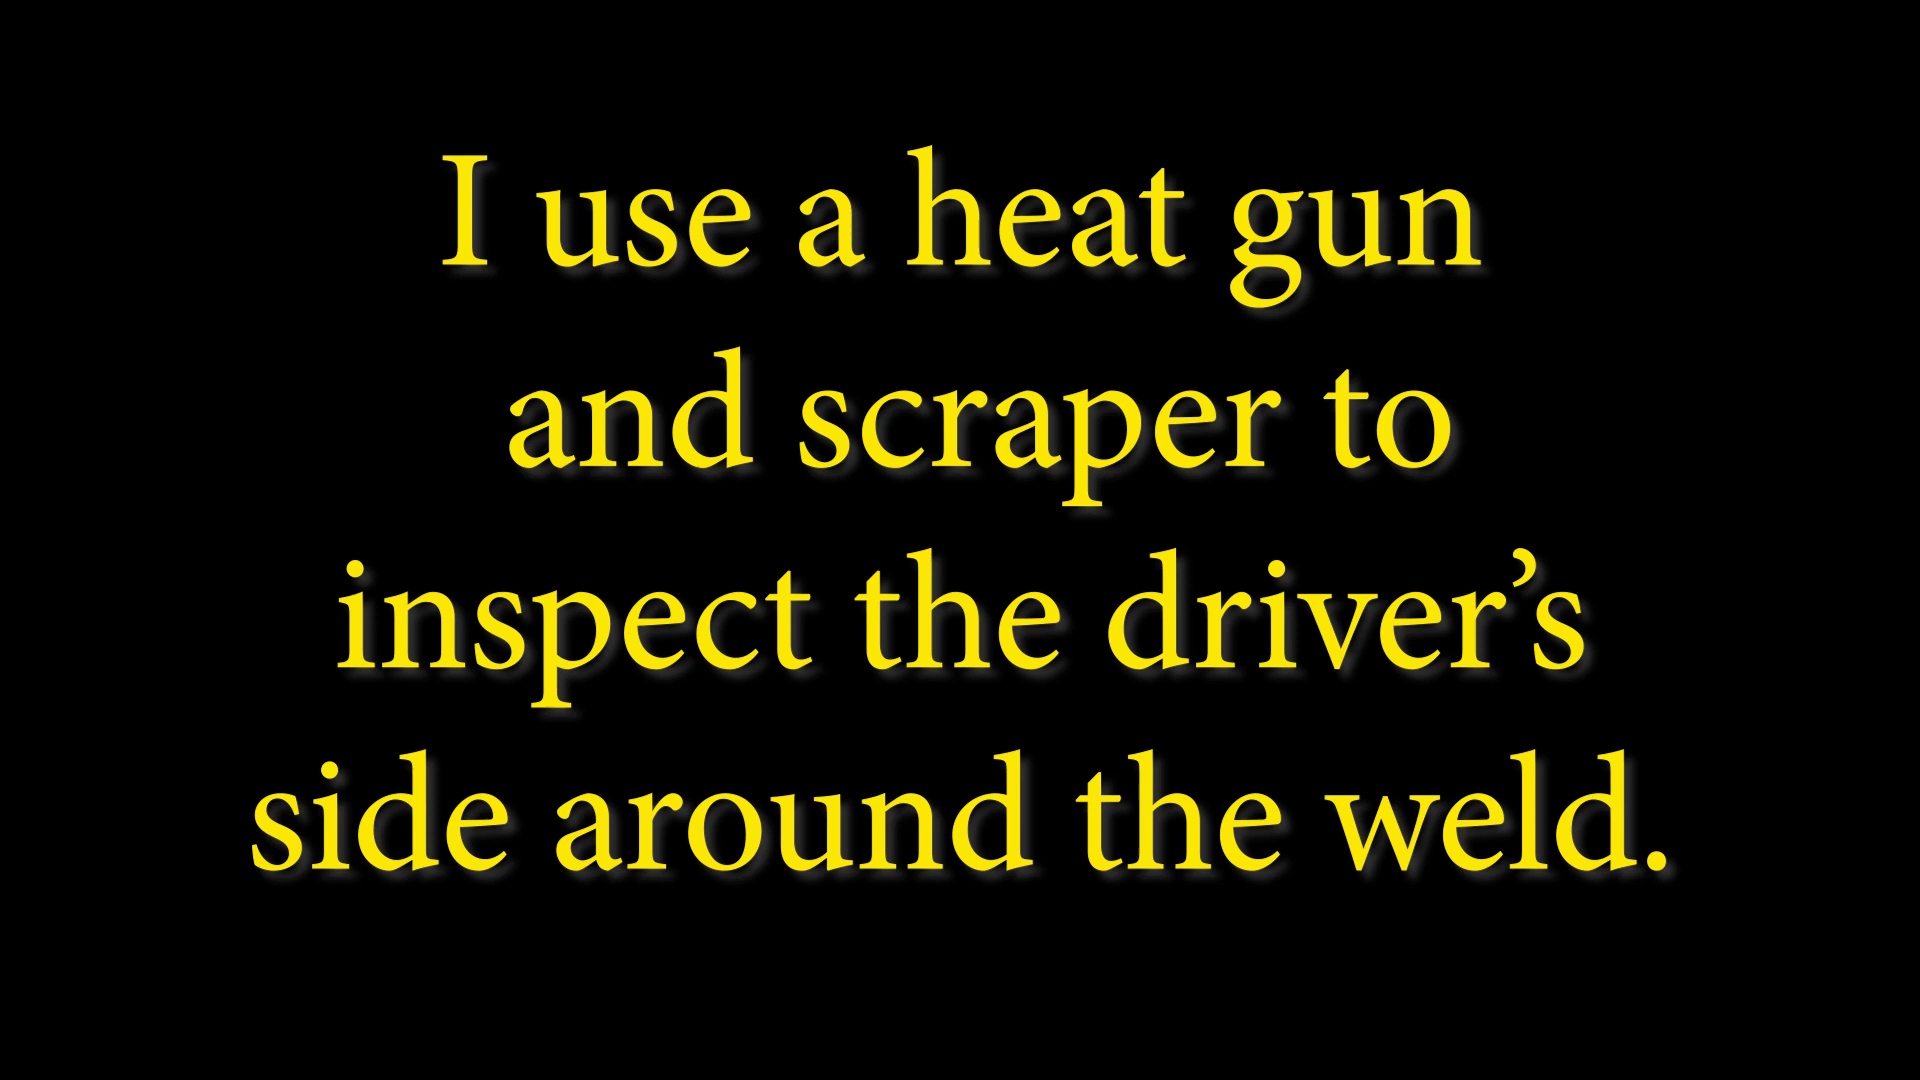 I use a heat gun
and scraper to
inspect the driver’s
side around the weld.